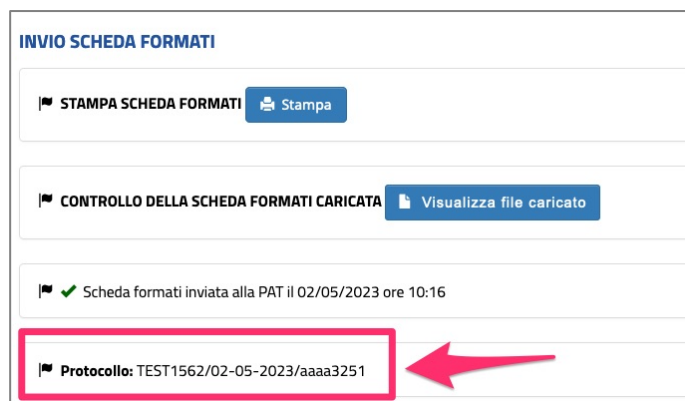 INVIO SCHEDA FORMATI
STAMPA SCHEDA FORMATI Stampa
CONTROLLO DELLA SCHEDA FORMATI CARICATA Visualizza file caricato
Scheda formati inviata alla PAT il 02/05/2023 ore 10:16
Protocollo: TEST1562/02-05-2023/aaaa3251